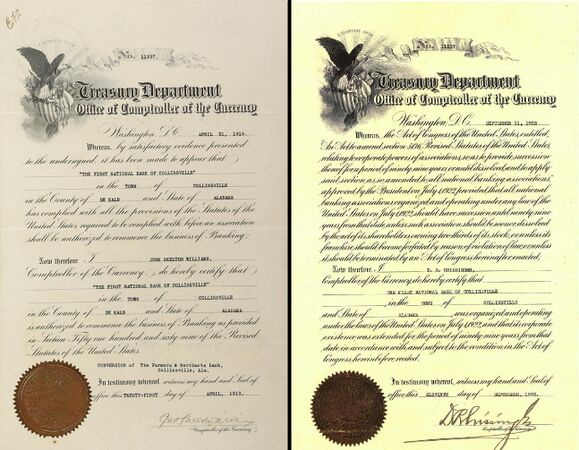 No. 11337.
Treasury Department
Office of Comptroller of the Currency
Washington, D.C. APRIL 21, 1919.
Whereas, by satisfactory evidence presented
to the undersigned, it has been made to appear that
"THE FIRST NATIONAL BANK OF COLLINSVILLE"
in the TOWN of COLLINSVILLE
in the County of DE KALB and State of ALABAMA
has complied with all the provisions of the Statutes of the
United States, required to be complied with before an association
shall be authorized to commence the business of Banking;
Now therefore I JOHN SKELTON WILLIAMS,
Comptroller of the Currency, do hereby certify that
"THE FIRST NATIONAL BANK OF COLLINSVILLE"
in the TOWN of COLLINSVILLE
in the County of DE KALB and State of ALABAMA
is authorized to commence the business of Banking as provided
in Section Fifty one hundred and sixty nine of the Revised
Statutes of the United States.
CONVERSION of The Farmers & Merchants Bank,
Collinsville, Ala.
In testimony whereof, witness my hand and Seal of
office this TWENTY-FIRST day of APRIL, 1919.
Comptroller of the Currency
No. 11337
Treasury Department
Office of Comptroller of the Currency
Washington, D.C. SEPTEMBER 11, 1922
Whereas, the Act of Congress of the United States, entitled,
"An Act to amend section 5136, Revised Statutes of the United States,
relating to corporate powers of associations, so as to provide succession
thereof for a period of ninety-nine years or until dissolved, and to apply
said section as so amended to all national banking associations," as
approved by the President on July 1, 1922, provided that all national
banking associations organized and operating under any law of the
United States on July 1, 1922, should have succession until ninety-nine
years from that date, unless such association should be sooner dissolved
by the act of its shareholders owning two-thirds of its stock, or unless its
franchise should become forfeited by reason of violation of law, or unless
it should be terminated by an Act of Congress hereinafter enacted;
Now therefore, I D. R. CRISSINGER,
Comptroller of the Currency, do hereby certify that
THE FIRST NATIONAL BANK OF COLLINSVILLE
in the TOWN of COLLINSVILLE
and State of ALABAMA, was organized and operating
under the laws of the United States on July 1, 1922, and that its corporate
existence was extended for the period of ninety-nine years from that
date in accordance with and subject to the condition in the Act of
Congress herein before recited.
In testimony whereof, witness my hand and Seal of
office this ELEVENTH day of SEPTEMBER, 1922.
D R Crissinger
Comptroller of the Currency